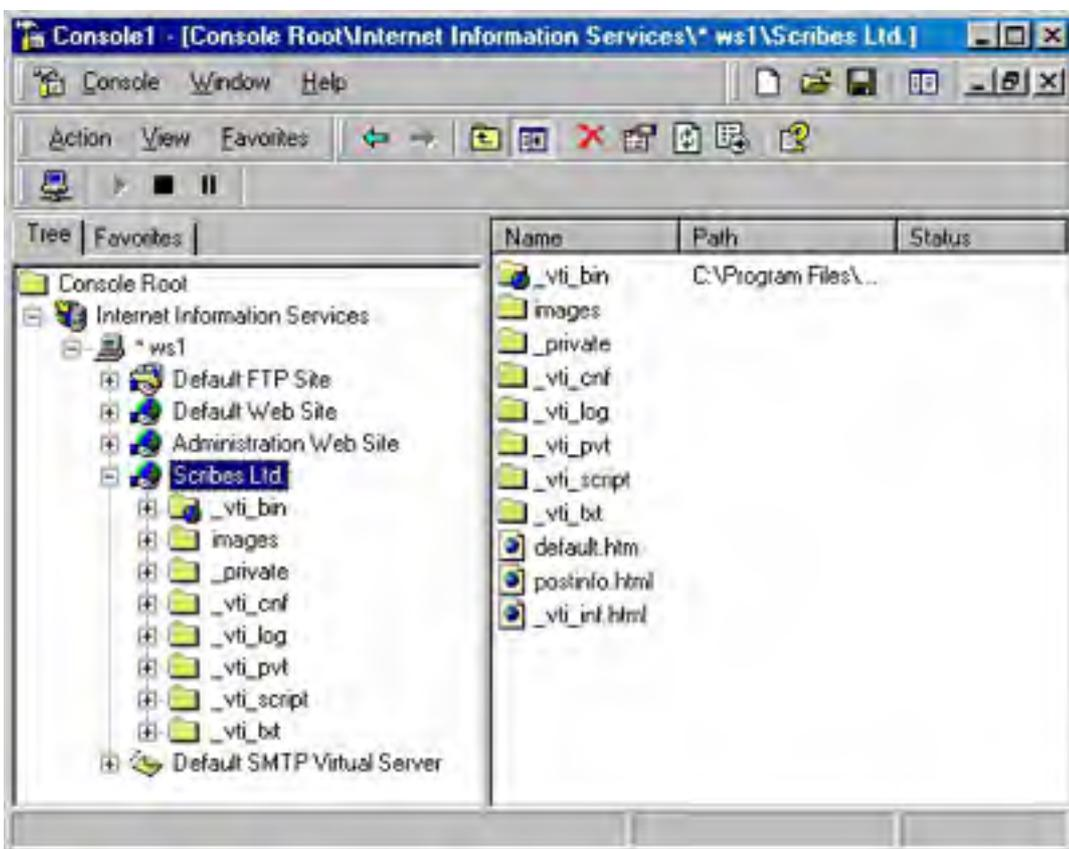 Console1 - [Console Root\Internet Information Services\* ws1\Scribes Ltd.]
Console Window Help
Action View Favorites
Tree Favorites
Console Root
Internet Information Services
* ws1
Default FTP Site
Default Web Site
Administration Web Site
Scribes Ltd.
_vti_bin
images
_private
_vti_cnf
_vti_log
_vti_pvt
_vti_script
_vti_txt
Default SMTP Virtual Server
Name Path Status
_vti_bin C:\Program Files\...
images
_private
_vti_cnf
_vti_log
_vti_pvt
_vti_script
_vti_txt
default.htm
postinfo.html
_vti_inf.html